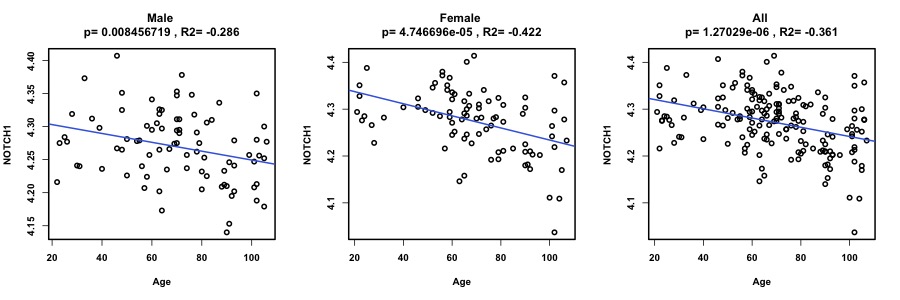 Male
p= 0.008456719 , R2= -0.286
NOTCH1
4.15 4.20 4.25 4.30 4.35 4.40
20 40 60 80 100
Age
Female
p= 4.746696e-05 , R2= -0.422
NOTCH1
4.1 4.2 4.3 4.4
20 40 60 80 100
Age
All
p= 1.27029e-06 , R2= -0.361
NOTCH1
4.1 4.2 4.3 4.4
20 40 60 80 100
Age